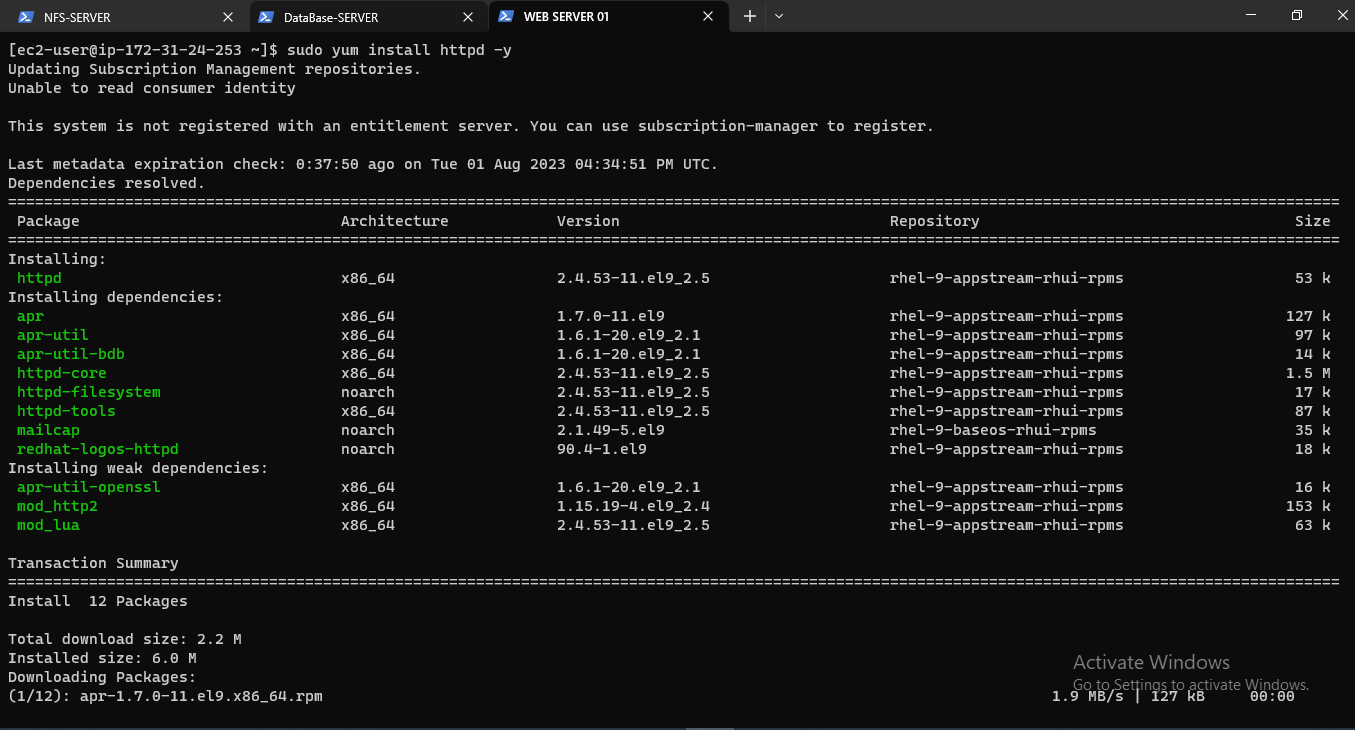 NFS-SERVER DataBase-SERVER WEB SERVER 01
[ec2-user@ip-172-31-24-253 ~]$ sudo yum install httpd -y
Updating Subscription Management repositories.
Unable to read consumer identity
This system is not registered with an entitlement server. You can use subscription-manager to register.
Last metadata expiration check: 0:37:50 ago on Tue 01 Aug 2023 04:34:51 PM UTC.
Dependencies resolved.
====================================================================================================================================================
Package Architecture Version Repository Size
====================================================================================================================================================
Installing:
httpd x86_64 2.4.53-11.el9_2.5 rhel-9-appstream-rhui-rpms 53 k
Installing dependencies:
apr x86_64 1.7.0-11.el9 rhel-9-appstream-rhui-rpms 127 k
apr-util x86_64 1.6.1-20.el9_2.1 rhel-9-appstream-rhui-rpms 97 k
apr-util-bdb x86_64 1.6.1-20.el9_2.1 rhel-9-appstream-rhui-rpms 14 k
httpd-core x86_64 2.4.53-11.el9_2.5 rhel-9-appstream-rhui-rpms 1.5 M
httpd-filesystem noarch 2.4.53-11.el9_2.5 rhel-9-appstream-rhui-rpms 17 k
httpd-tools x86_64 2.4.53-11.el9_2.5 rhel-9-appstream-rhui-rpms 87 k
mailcap noarch 2.1.49-5.el9 rhel-9-baseos-rhui-rpms 35 k
redhat-logos-httpd noarch 90.4-1.el9 rhel-9-appstream-rhui-rpms 18 k
Installing weak dependencies:
apr-util-openssl x86_64 1.6.1-20.el9_2.1 rhel-9-appstream-rhui-rpms 16 k
mod_http2 x86_64 1.15.19-4.el9_2.4 rhel-9-appstream-rhui-rpms 153 k
mod_lua x86_64 2.4.53-11.el9_2.5 rhel-9-appstream-rhui-rpms 63 k
Transaction Summary
====================================================================================================================================================
Install 12 Packages
Total download size: 2.2 M
Installed size: 6.0 M
Downloading Packages:
(1/12): apr-1.7.0-11.el9.x86_64.rpm 1.9 MB/s | 127 kB 00:00
Activate Windows
Go to Settings to activate Windows.